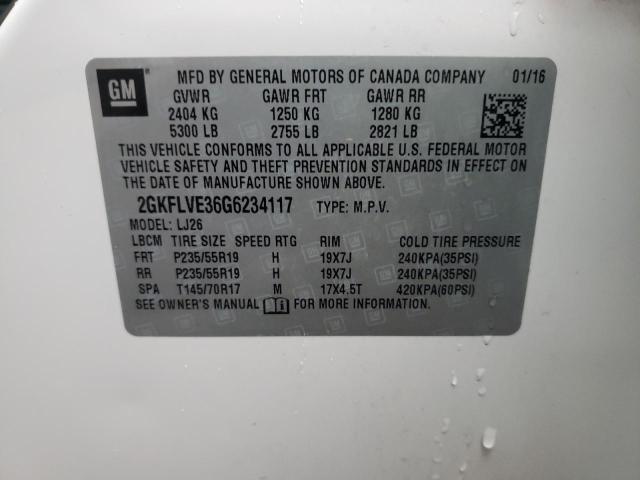 GM
MFD BY GENERAL MOTORS OF CANADA COMPANY 01/16
GVWR GAWR FRT GAWR RR
2404 KG 1250 KG 1280 KG
5300 LB 2755 LB 2821 LB
THIS VEHICLE CONFORMS TO ALL APPLICABLE U.S. FEDERAL MOTOR
VEHICLE SAFETY AND THEFT PREVENTION STANDARDS IN EFFECT ON
THE DATE OF MANUFACTURE SHOWN ABOVE.
2GKFLVE36G6234117 TYPE: M.P.V.
MODEL: LJ26
LBCM TIRE SIZE SPEED RTG RIM COLD TIRE PRESSURE
FRT P235/55R19 H 19X7J 240KPA(35PSI)
RR P235/55R19 H 19X7J 240KPA(35PSI)
SPA T145/70R17 M 17X4.5T 420KPA(60PSI)
SEE OWNER'S MANUAL FOR MORE INFORMATION.